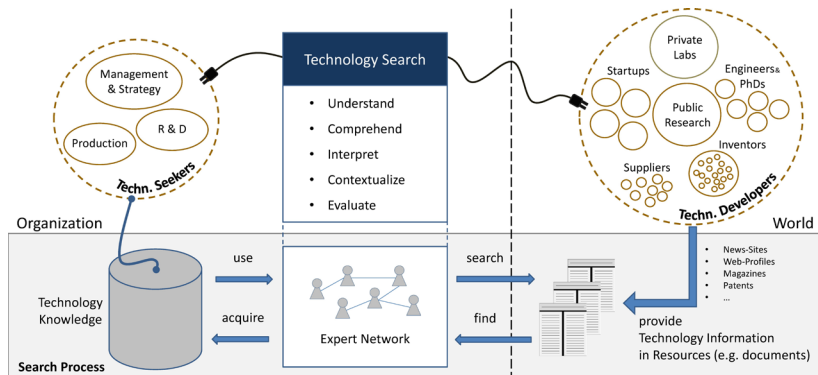 Technology Search
• Understand
• Comprehend
• Interpret
• Contextualize
• Evaluate
Management
& Strategy
R & D
Production
Techn. Seekers
Private
Labs
Startups
Engineers&
PhDs
Public
Research
Inventors
Suppliers
Techn. Developers
Organization
World
Technology
Knowledge
use
acquire
Expert Network
search
find
• News-Sites
• Web-Profiles
• Magazines
• Patents
• ...
provide
Technology Information
in Resources (e.g. documents)
Search Process